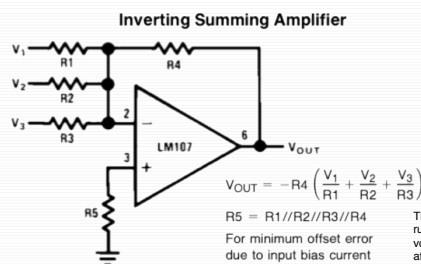 Inverting Summing Amplifier
V1
R1
R4
V2
R2
V3
R3
2
−
6
LM107
VOUT
3
+
R5
VOUT = −R4 (V1/R1 + V2/R2 + V3/R3)
R5 = R1//R2//R3//R4
For minimum offset error
due to input bias current